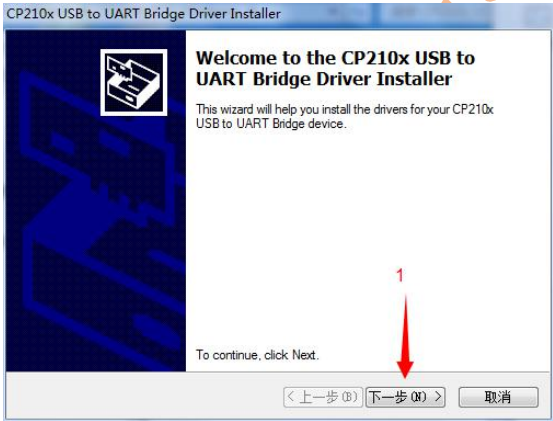 CP210x USB to UART Bridge Driver Installer
Welcome to the CP210x USB to
UART Bridge Driver Installer
This wizard will help you install the drivers for your CP210x
USB to UART Bridge device.
1
To continue, click Next.
<上一步(B) 下一步(N)> 取消